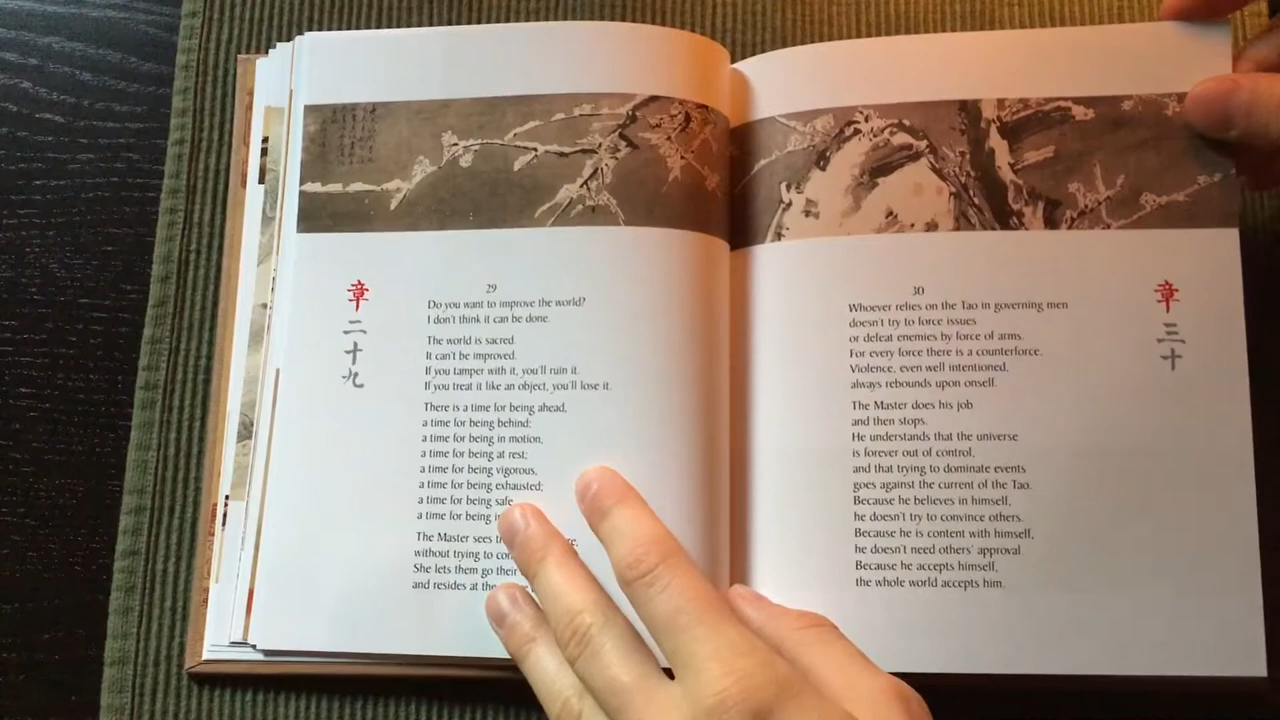 章
二
十
九
29
Do you want to improve the world?
I don't think it can be done.
The world is sacred.
It can't be improved.
If you tamper with it, you'll ruin it.
If you treat it like an object, you'll lose it.
There is a time for being ahead,
a time for being behind;
a time for being in motion,
a time for being at rest;
a time for being vigorous,
a time for being exhausted;
a time for being safe,
a time for being
The Master sees
without trying to
She lets them go their
and resides at the
30
Whoever relies on the Tao in governing men
doesn't try to force issues
or defeat enemies by force of arms.
For every force there is a counterforce.
Violence, even well intentioned,
always rebounds upon onself.
The Master does his job
and then stops.
He understands that the universe
is forever out of control,
and that trying to dominate events
goes against the current of the Tao.
Because he believes in himself,
he doesn't try to convince others.
Because he is content with himself,
he doesn't need others' approval.
Because he accepts himself,
the whole world accepts him.
章
三
十